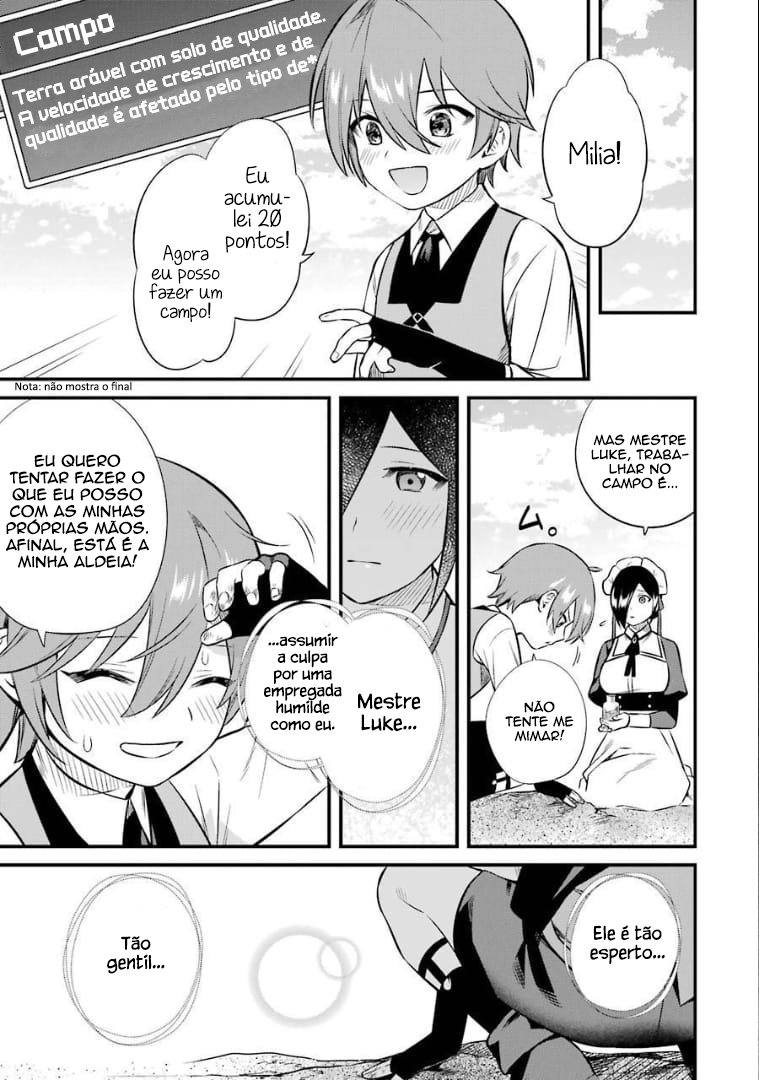 Milia!
Campo
Terra arável com solo de qualidade.
A velocidade de crescimento e de
qualidade é afetado pelo tipo de*
Eu
acumu-
lei 20
pontos!
Agora
eu posso
fazer um
campo!
Nota: não mostra o final
MAS MESTRE
LUKE, TRABA-
LHAR NO
CAMPO É...
ム。
NÃO
TENTE ME
MIMAR!
Mestre
Luke...
...assumir
a culpa
por uma
empregada
humilde
como eu.
EU QUERO
TENTAR FAZER O
QUE EU POSSO
COM AS MINHAS
PRÓPRIAS MÃOS.
AFINAL, ESTÁ É A
MINHA ALDEIA!
Ele é tão
esperto...
Tão
gentil...